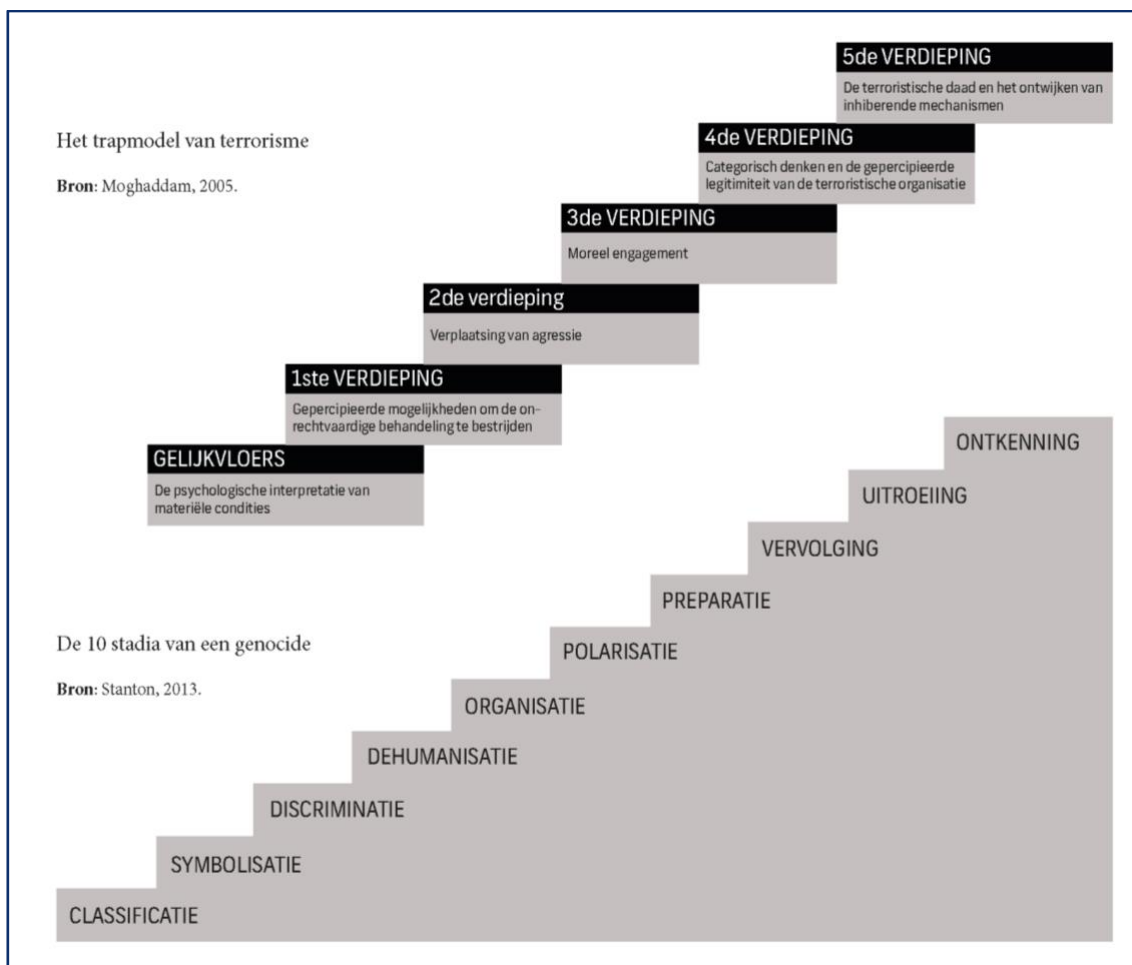 5de VERDIEPING
De terroristische daad en het ontwijken van
inhiberende mechanismen
Het trapmodel van terrorisme
Bron: Moghaddam, 2005.
4de VERDIEPING
Categorisch denken en de gepercipieerde
legitimiteit van de terroristische organisatie
3de VERDIEPING
Moreel engagement
2de verdieping
Verplaatsing van agressie
1ste VERDIEPING
Gepercipieerde mogelijkheden om de on-
rechtvaardige behandeling te bestrijden
GELIJKVLOERS
De psychologische interpretatie van
materiële condities
De 10 stadia van een genocide
Bron: Stanton, 2013.
ONTKENNING
UITROEIING
VERVOLGING
PREPARATIE
POLARISATIE
ORGANISATIE
DEHUMANISATIE
DISCRIMINATIE
SYMBOLISATIE
CLASSIFICATIE